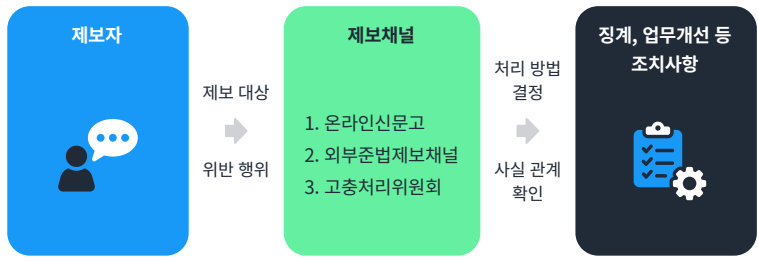 제보자
제보 대상
위반 행위
제보채널
1. 온라인신문고
2. 외부준법제보채널
3. 고충처리위원회
처리 방법
결정
사실 관계
확인
징계, 업무개선 등
조치사항